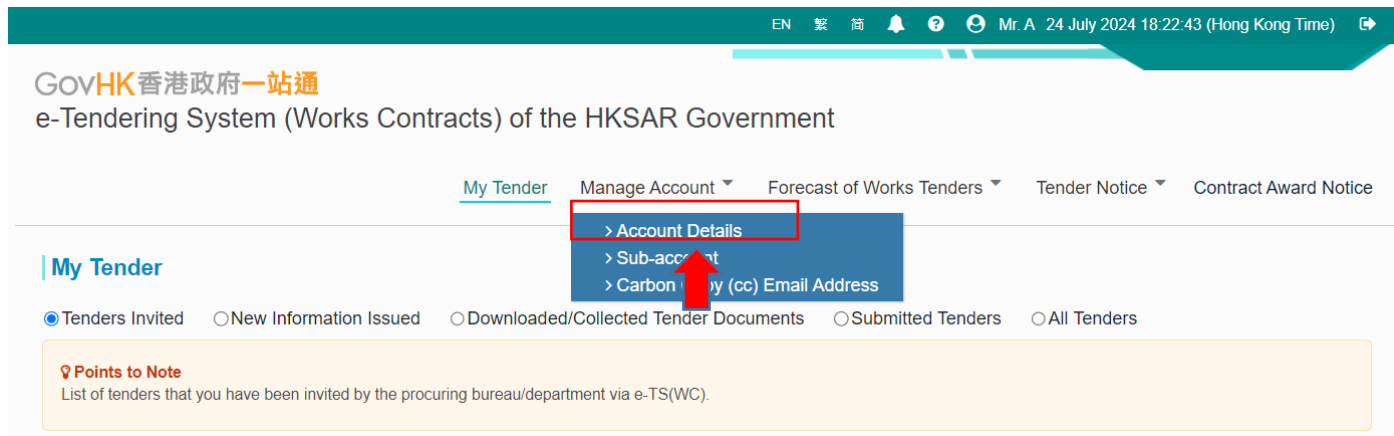 EN 繁 简 Mr. A 24 July 2024 18:22:43 (Hong Kong Time)
GovHK香港政府一站通
e-Tendering System (Works Contracts) of the HKSAR Government
My Tender Manage Account Forecast of Works Tenders Tender Notice Contract Award Notice
> Account Details
> Sub-account
> Carbon Copy (cc) Email Address
My Tender
Tenders Invited New Information Issued Downloaded/Collected Tender Documents Submitted Tenders All Tenders
Points to Note
List of tenders that you have been invited by the procuring bureau/department via e-TS(WC).